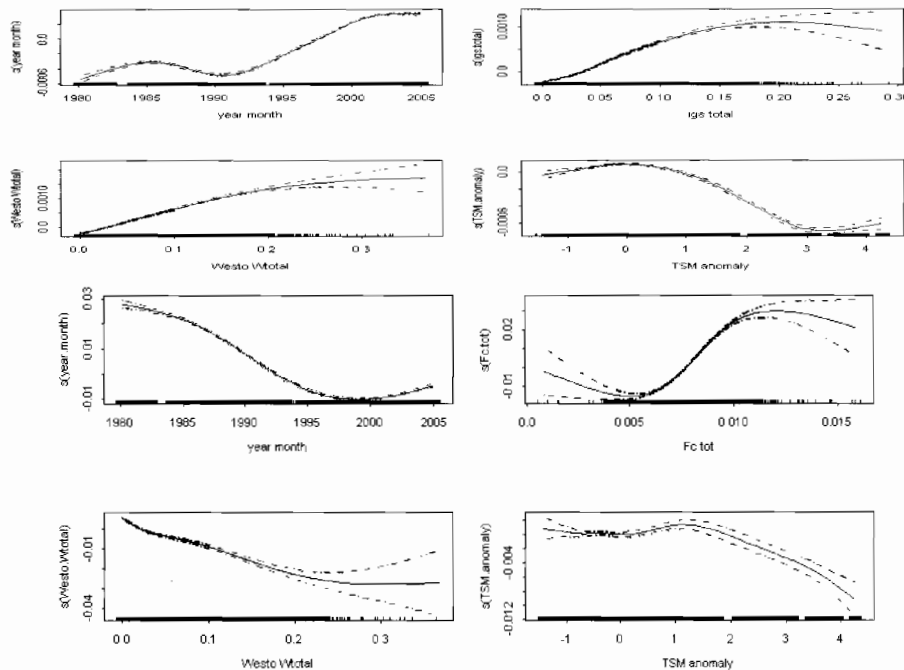 s(year.month)
0.0
-0.0006
1980 1985 1990 1995 2000 2005
year month
s(igs.total)
0.0010
0.0
0.0 0.05 0.10 0.15 0.20 0.25 0.30
igs total
s(Westo.Wtotal)
0.0010
0.0
0.0 0.1 0.2 0.3
Westo Wtotal
s(TSM.anomaly)
0.0
-0.0006
-1 0 1 2 3 4
TSM anomaly
s(year.month)
0.03
0.01
-0.01
1980 1985 1990 1995 2000 2005
year month
s(Fc.tot)
0.02
-0.01
0.0 0.005 0.010 0.015
Fc.tot
s(Westo.Wtotal)
-0.01
-0.04
0.0 0.1 0.2 0.3
Westo Wtotal
s(TSM.anomaly)
-0.004
-0.012
-1 0 1 2 3 4
TSM anomaly